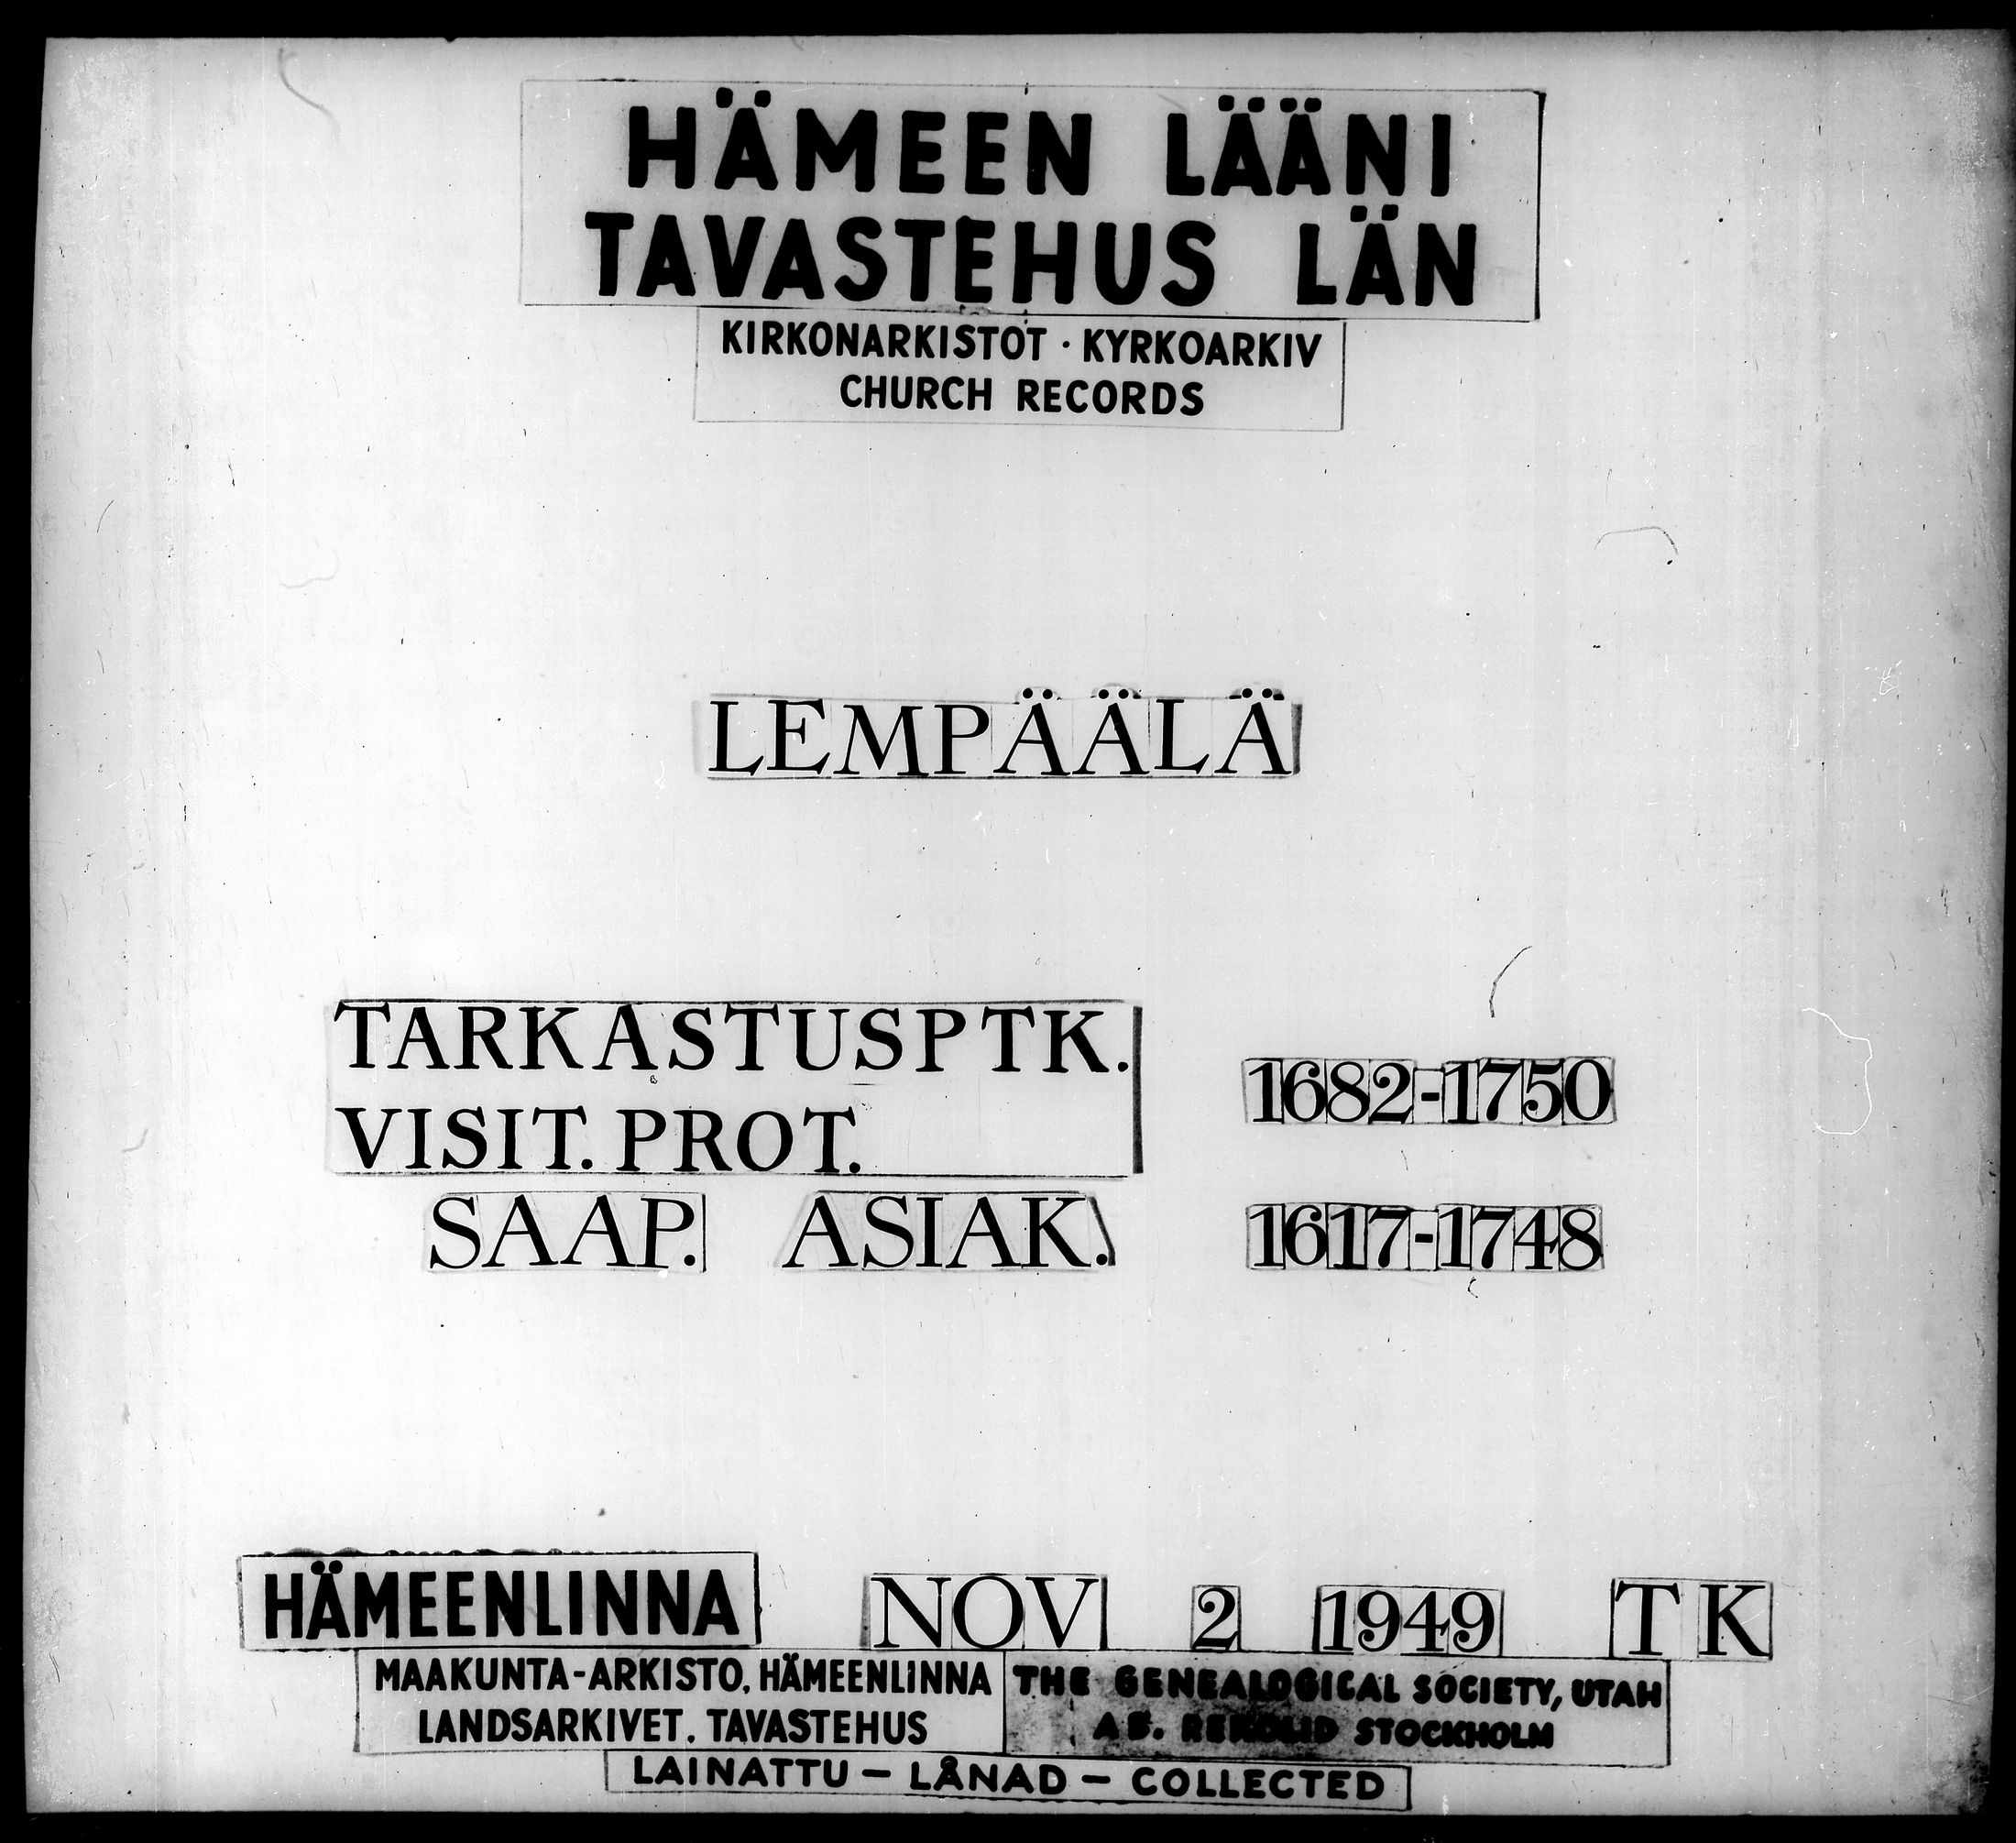 HÄMEEN LÄÄNI
TAVASTEHUS LÄN
KIRKONARKISTOT · KYRKOARKIV
CHURCH RECORDS
LEMPÄÄLÄ
TARKASTUSPTK.
VISIT. PROT.
1682-1750
SAAP. ASIAK. 1617-1748
HÄMEENLINNA NOV 2 1949 TK
MAAKUNTA-ARKISTO, HÄMEENLINNA
LANDSARKIVET. TAVASTEHUS
THE GENEALOGICAL SOCIETY, UTAH
AB. REKOLID STOCKHOLM
LAINATTU – LÅNAD – COLLECTED